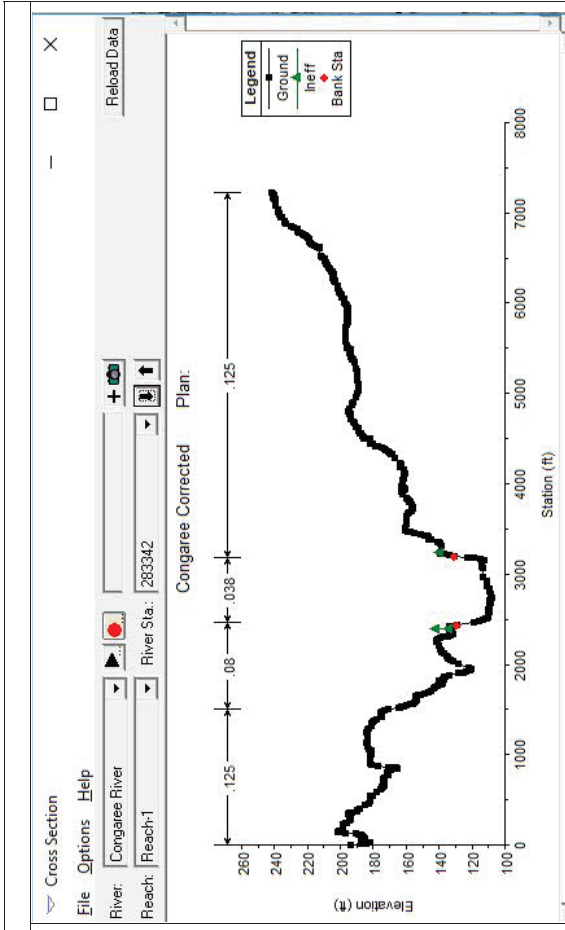 Cross Section
File Options Help
River: Congaree River
Reload Data
Reach: Reach-1 River Sta.: 283342
Congaree Corrected Plan:
.125 .08 .038 .125
Legend
Ground
Ineff
Bank Sta
260
240
220
200
180
160
140
120
100
0 1000 2000 3000 4000 5000 6000 7000 8000
Elevation (ft)
Station (ft)